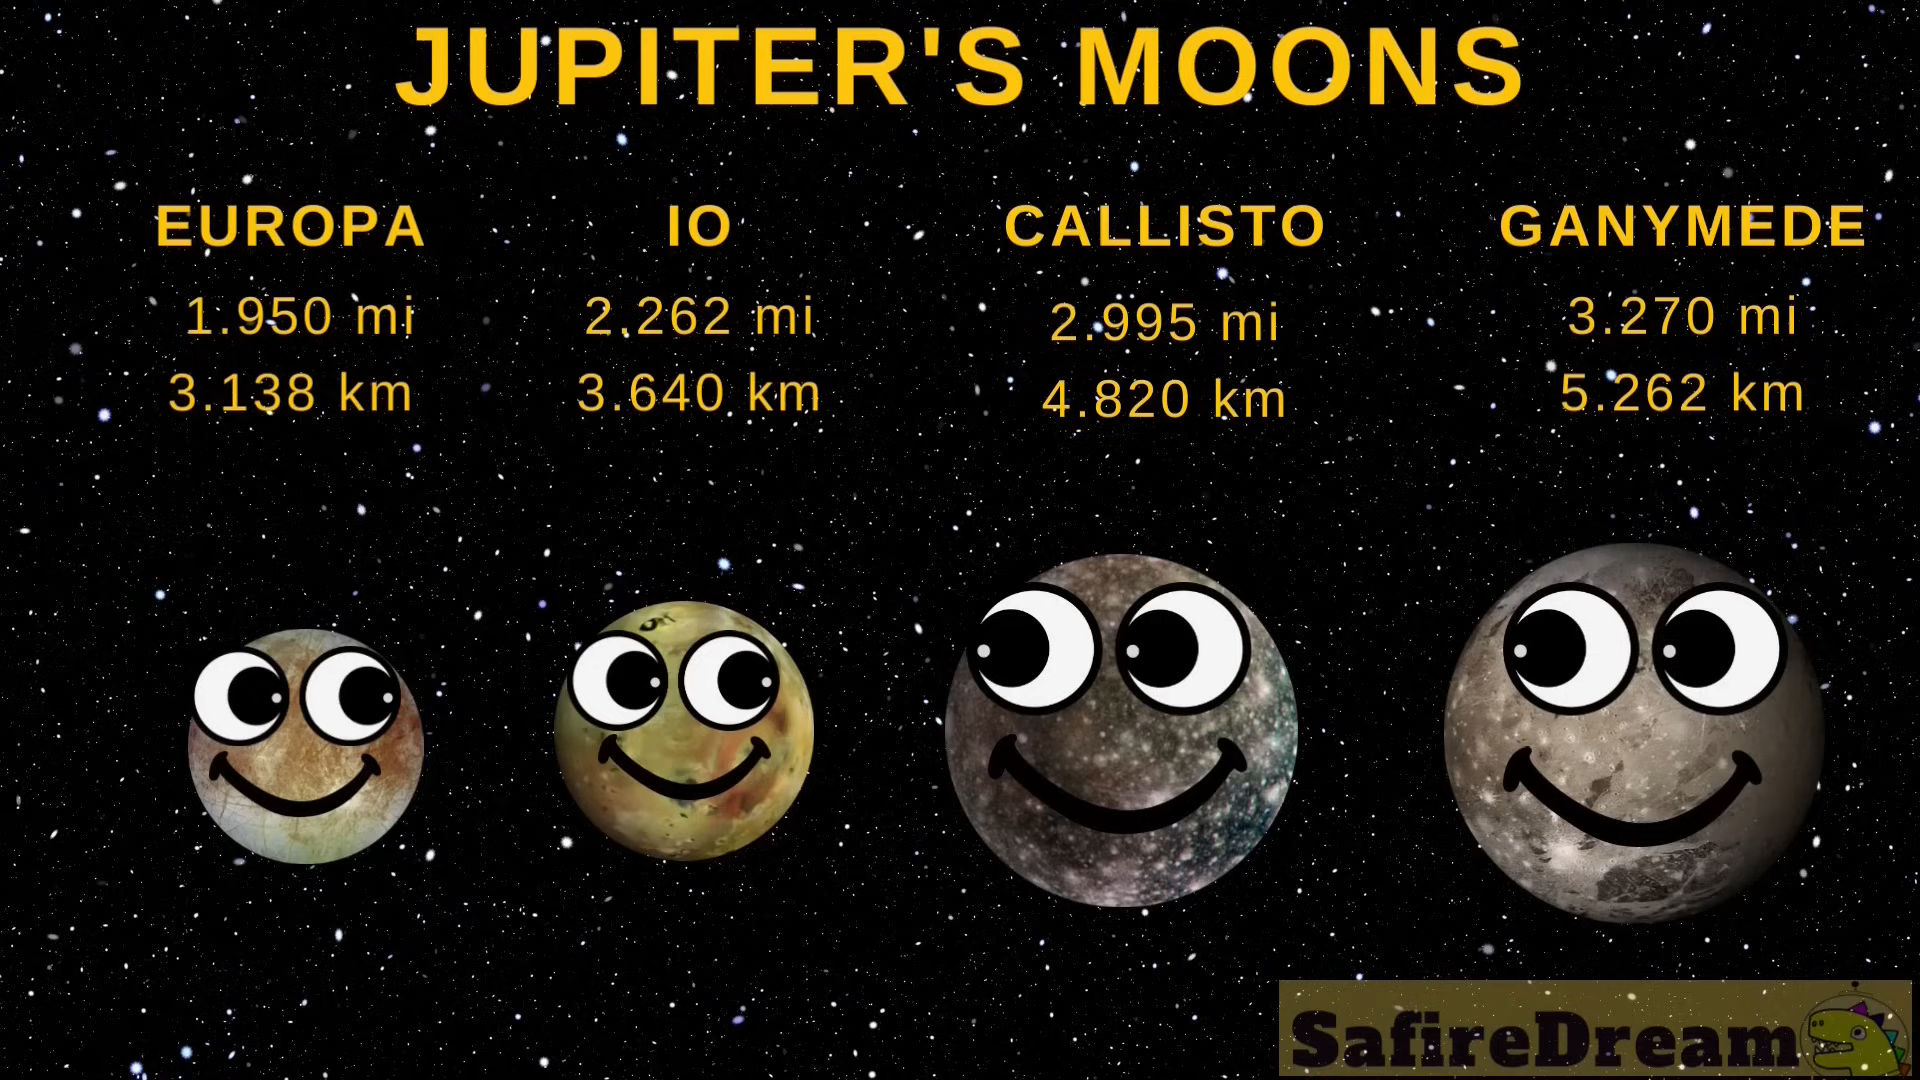 JUPITER'S MOONS
EUROPA
1.950 mi
3.138 km
IO
2.262 mi
3.640 km
CALLISTO
2.995 mi
4.820 km
GANYMEDE
3.270 mi
5.262 km
SafireDream